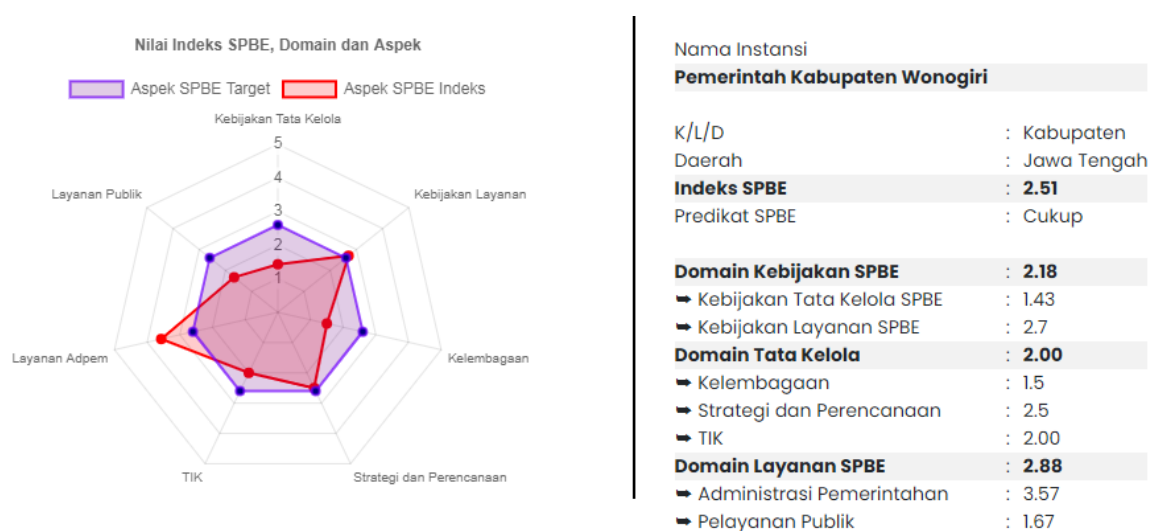 Nilai Indeks SPBE, Domain dan Aspek
Aspek SPBE Target
Aspek SPBE Indeks
Kebijakan Tata Kelola
5
4
3
2
1
Kebijakan Layanan
Kelembagaan
Strategi dan Perencanaan
TIK
Layanan Adpem
Layanan Publik
Nama Instansi
Pemerintah Kabupaten Wonogiri
K/L/D : Kabupaten
Daerah : Jawa Tengah
Indeks SPBE : 2.51
Predikat SPBE : Cukup
Domain Kebijakan SPBE : 2.18
➥ Kebijakan Tata Kelola SPBE : 1.43
➥ Kebijakan Layanan SPBE : 2.7
Domain Tata Kelola : 2.00
➥ Kelembagaan : 1.5
➥ Strategi dan Perencanaan : 2.5
➥ TIK : 2.00
Domain Layanan SPBE : 2.88
➥ Administrasi Pemerintahan : 3.57
➥ Pelayanan Publik : 1.67